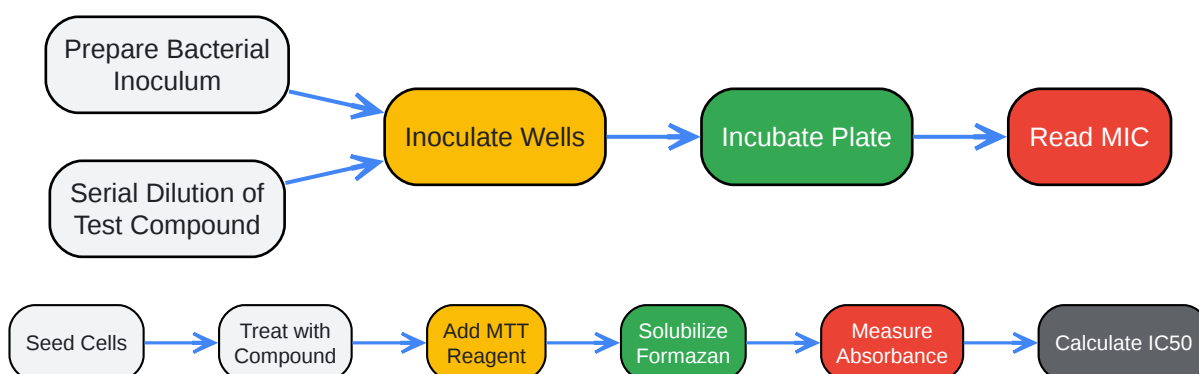 Prepare Bacterial
Inoculum
Serial Dilution of
Test Compound
Inoculate Wells
Incubate Plate
Read MIC
Seed Cells
Treat with
Compound
Add MTT
Reagent
Solubilize
Formazan
Measure
Absorbance
Calculate IC50